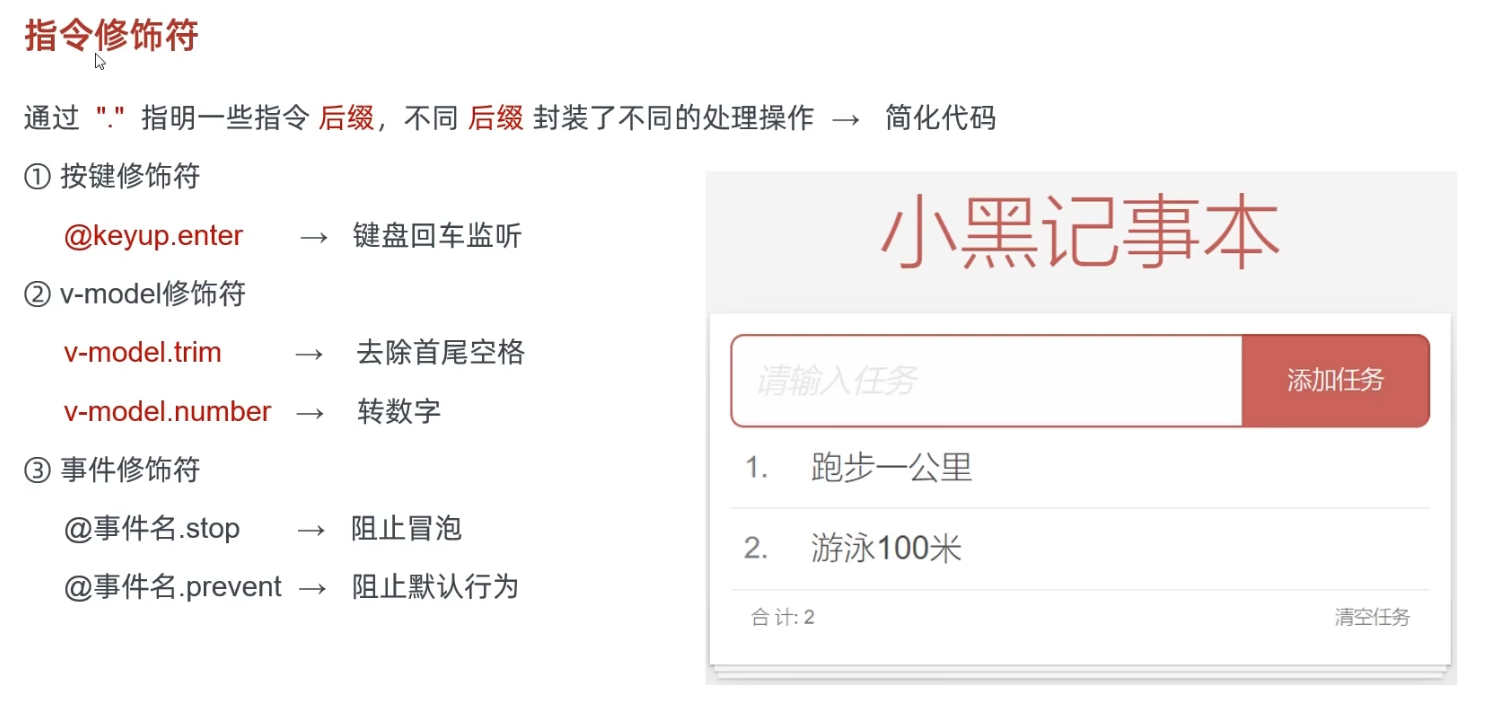 指令修饰符
通过 "." 指明一些指令 后缀，不同 后缀 封装了不同的处理操作 → 简化代码
① 按键修饰符
@keyup.enter → 键盘回车监听
② v-model修饰符
v-model.trim → 去除首尾空格
v-model.number → 转数字
③ 事件修饰符
@事件名.stop → 阻止冒泡
@事件名.prevent → 阻止默认行为
小黑记事本
请输入任务 添加任务
1. 跑步一公里
2. 游泳100米
合 计: 2 清空任务